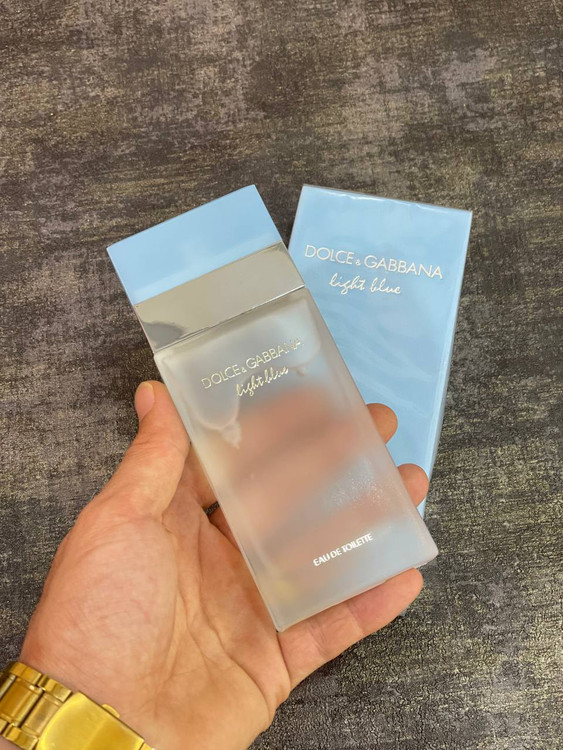 DOLCE & GABBANA
light blue
DOLCE & GABBANA
light blue
EAU DE TOILETTE